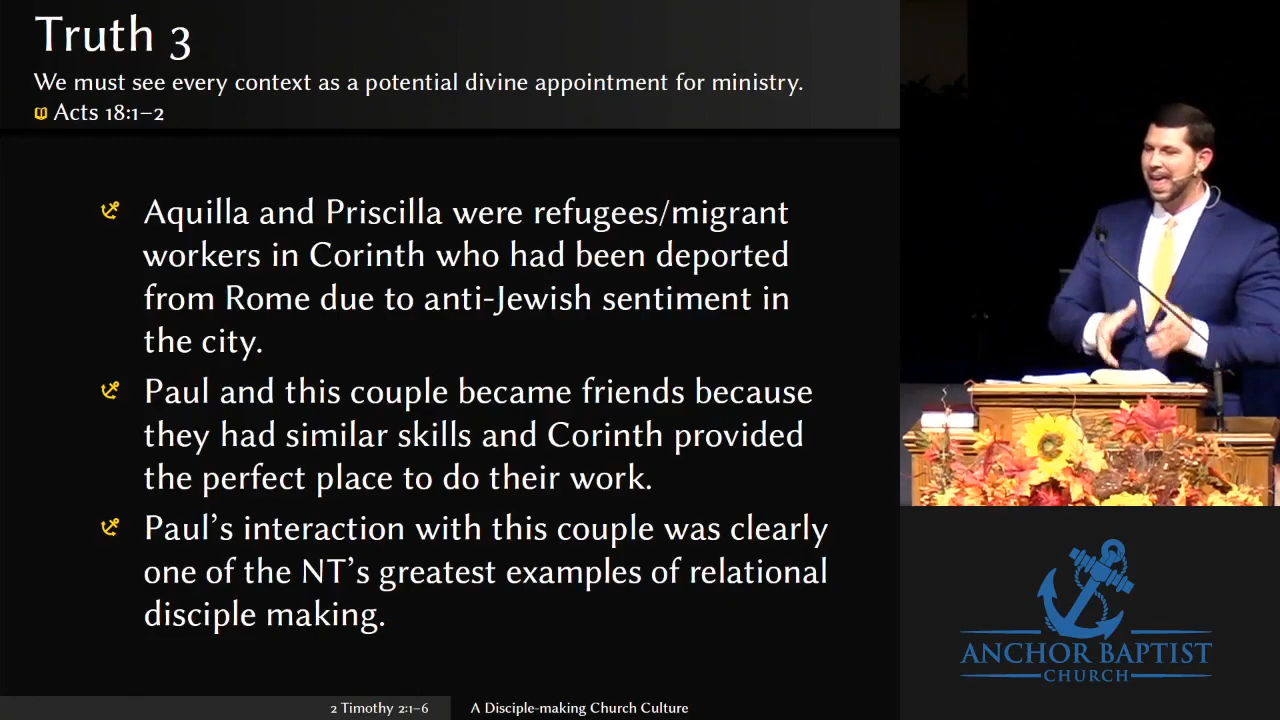 Truth 3
We must see every context as a potential divine appointment for ministry.
Acts 18:1–2
Aquilla and Priscilla were refugees/migrant
workers in Corinth who had been deported
from Rome due to anti-Jewish sentiment in
the city.
Paul and this couple became friends because
they had similar skills and Corinth provided
the perfect place to do their work.
Paul's interaction with this couple was clearly
one of the NT's greatest examples of relational
disciple making.
2 Timothy 2:1–6
A Disciple-making Church Culture
ANCHOR BAPTIST
CHURCH